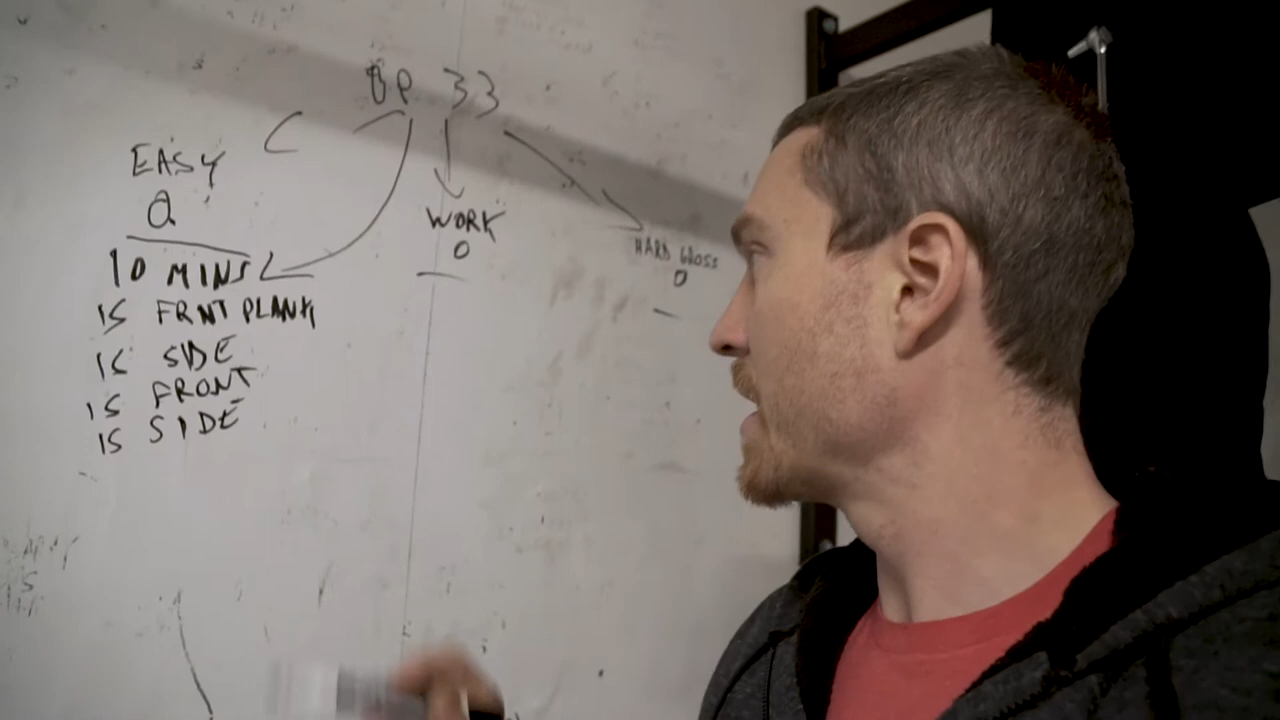 BP 33
EASY
Q
10 MINS
15 FRNT PLANK
15 SIDE
15 FRONT
15 SIDE
WORK
0
HARD GROSS
0